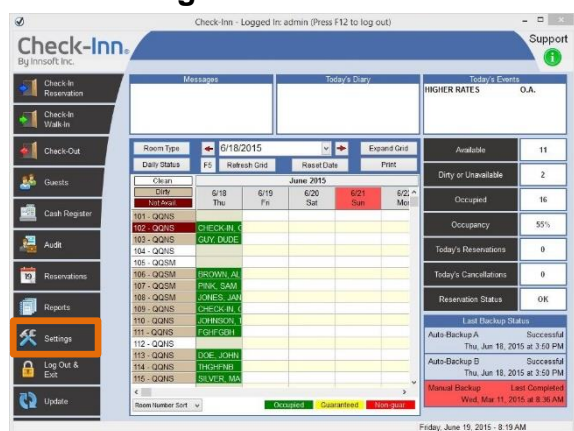 Check-Inn - Logged In: admin (Press F12 to log out)
Check-Inn®
By Innsoft Inc.
Support
Check-In
Reservation
Check-In
Walk-In
Check-Out
Guests
Cash Register
Audit
19
Reservations
Reports
Settings
Log Out &
Exit
Update
Messages
Today's Diary
Today's Events
HIGHER RATES O.A.
Room Type 6/18/2015 Expand Grid
Daily Status F5 Refresh Grid Reset Date Print
Clean June 2015
Dirty 6/18 6/19 6/20 6/21 6/22
Not Avail. Thu Fri Sat Sun Mon
101 - QQNS
102 - QQNS CHECK-IN, C
103 - QQNS GUY, DUDE
104 - QQNS
105 - QQSM
106 - QQSM BROWN, AL
107 - QQSM PINK, SAM
108 - QQSM JONES, JAN
109 - QQNS CHECK-IN, C
110 - QQNS JOHNSON, T
111 - QQNS FGHFGBH
112 - QQNS
113 - QQNS DOE, JOHN
114 - QQNS THGHFNB
115 - QQNS SILVER, MA
Room Number Sort Occupied Guaranteed Non-guar
Available 11
Dirty or Unavailable 2
Occupied 16
Occupancy 55%
Today's Reservations 0
Today's Cancellations 0
Reservation Status OK
Last Backup Status
Auto-Backup A Successful
Thu, Jun 18, 2015 at 3:50 PM
Auto-Backup B Successful
Thu, Jun 18, 2015 at 3:50 PM
Manual Backup Last Completed
Wed, Mar 11, 2015 at 8:36 AM
Friday, June 19, 2015 - 8:19 AM